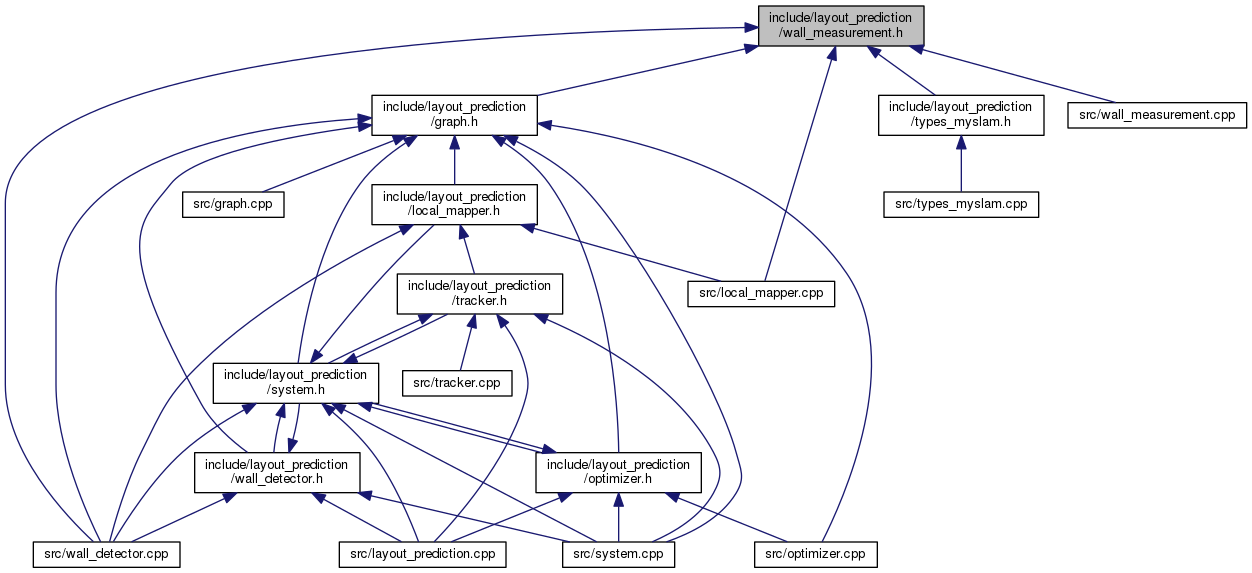 include/layout_prediction
/wall_measurement.h
include/layout_prediction
/graph.h
include/layout_prediction
/types_myslam.h
src/wall_measurement.cpp
src/graph.cpp
include/layout_prediction
/local_mapper.h
src/types_myslam.cpp
include/layout_prediction
/tracker.h
src/local_mapper.cpp
include/layout_prediction
/system.h
src/tracker.cpp
include/layout_prediction
/wall_detector.h
include/layout_prediction
/optimizer.h
src/wall_detector.cpp
src/layout_prediction.cpp
src/system.cpp
src/optimizer.cpp